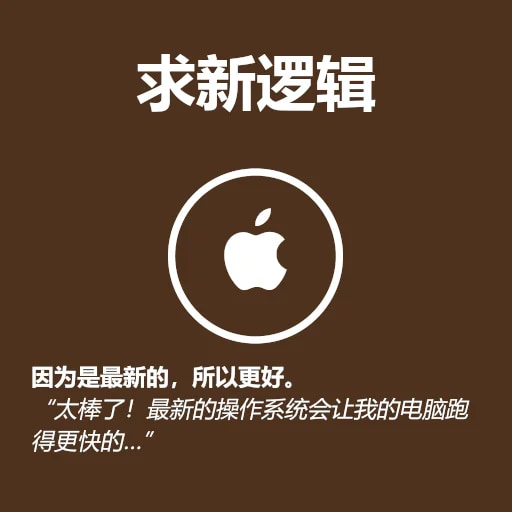 求新逻辑
因为是最新的，所以更好。
“太棒了！最新的操作系统会让我的电脑跑
得更快的...”